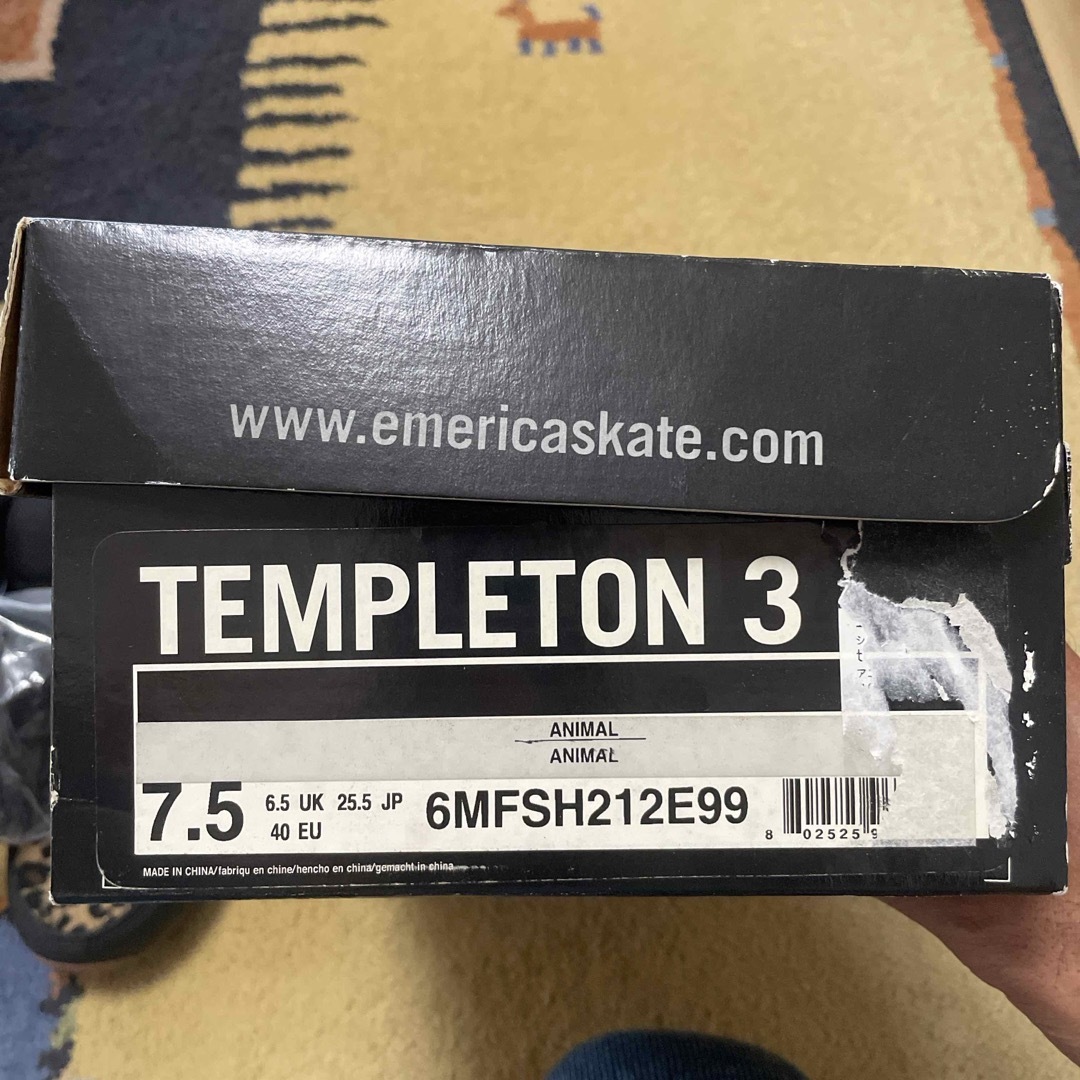 www.emericaskate.com
TEMPLETON 3
ANIMAL
ANIMAL
7.5 6.5 UK 25.5 JP 6MFSH212E99
40 EU
8 02525 9
MADE IN CHINA/fabriqu en chine/hencho en china/gemacht in china